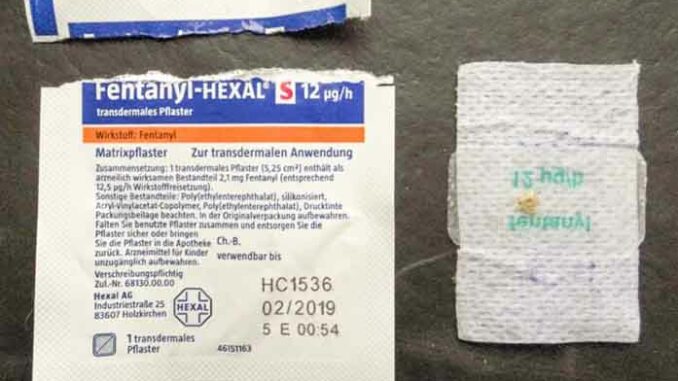 Fentanyl-HEXAL® S 12 µg/h
transdermales Pflaster
Wirkstoff: Fentanyl
Matrixpflaster Zur transdermalen Anwendung
Zusammensetzung: 1 transdermales Pflaster (5,25 cm²) enthält als
arzneilich wirksamen Bestandteil 2,1 mg Fentanyl (entsprechend
12,5 µg/h Wirkstofffreisetzung).
Sonstige Bestandteile: Poly(ethylenterephthalat), silikonisiert,
Acryl-Vinylacetat-Copolymer, Poly(ethylenterephthalat), Drucktinte
Packungsbeilage beachten. In der Originalverpackung aufbewahren.
Falten Sie benutzte Pflaster zusammen und entsorgen Sie die
Pflaster sicher oder bringen
Sie die Pflaster in die Apotheke
zurück. Arzneimittel für Kinder
unzugänglich aufbewahren.
Ch.-B.
verwendbar bis
Verschreibungspflichtig
Zul.-Nr. 68130.00.00
Hexal AG
Industriestraße 25
83607 Holzkirchen
HEXAL
HC1536
02/2019
5 E 00:54
1 transdermales
Pflaster
46151163
12 µg/h
fentanyl